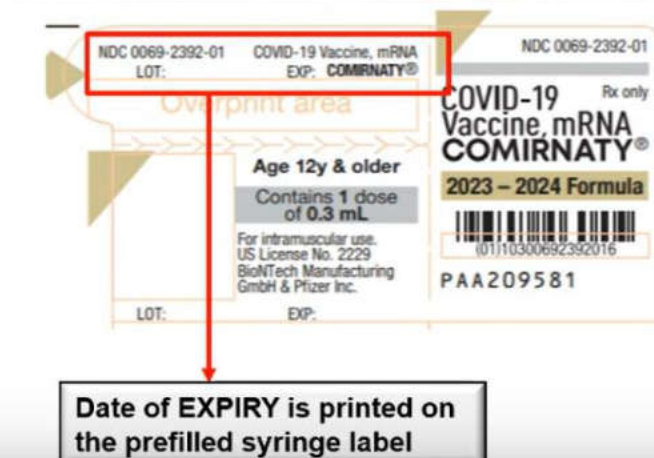 NDC 0069-2392-01 COVID-19 Vaccine, mRNA
LOT: EXP: COMIRNATY®
Overprint area
Age 12y & older
Contains 1 dose
of 0.3 mL
For intramuscular use.
US License No. 2229
BioNTech Manufacturing
GmbH & Pfizer Inc.
LOT: EXP:
NDC 0069-2392-01
COVID-19 Rx only
Vaccine, mRNA
COMIRNATY®
2023 – 2024 Formula
(01)10300692392016
PAA209581
Date of EXPIRY is printed on
the prefilled syringe label